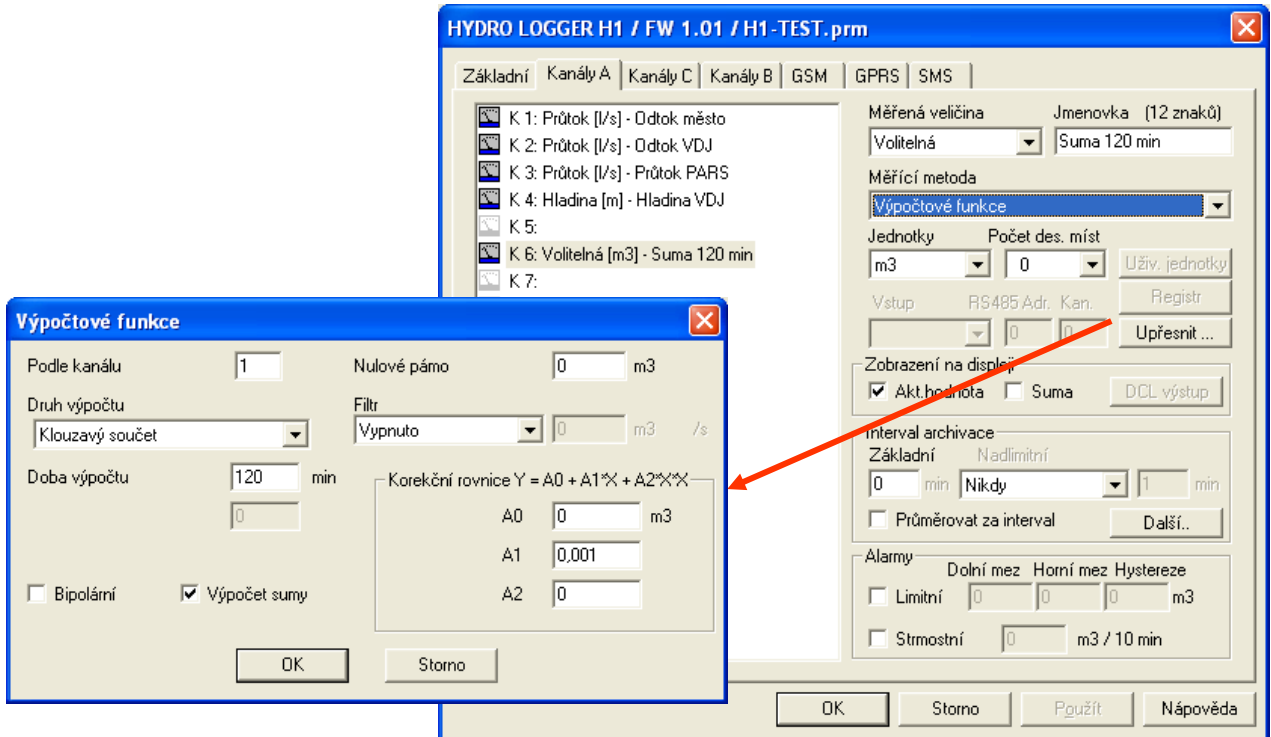 HYDRO LOGGER H1 / FW 1.01 / H1-TEST.prm
Základní Kanály A Kanály C Kanály B GSM GPRS SMS
K 1: Průtok [l/s] - Odtok město
K 2: Průtok [l/s] - Odtok VDJ
K 3: Průtok [l/s] - Průtok PARS
K 4: Hladina [m] - Hladina VDJ
K 5:
K 6: Volitelná [m3] - Suma 120 min
K 7:
Měřená veličina Jmenovka (12 znaků)
Volitelná Suma 120 min
Měřící metoda
Výpočtové funkce
Jednotky Počet des. míst
m3 0 Uživ. jednotky
Vstup RS485 Adr. Kan. Registr
0 0 Upřesnit ...
Zobrazení na displeji
Akt.hodnota Suma DCL výstup
Interval archivace
Základní Nadlimitní
0 min Nikdy 1 min
Průměrovat za interval Další..
Alarmy
Dolní mez Horní mez Hystereze
Limitní 0 0 0 m3
Strmostní 0 m3 / 10 min
OK Storno Použít Nápověda
Výpočtové funkce
Podle kanálu 1 Nulové pámo 0 m3
Druh výpočtu Filtr
Klouzavý součet Vypnuto 0 m3 /s
Doba výpočtu 120 min
0
Korekční rovnice Y = A0 + A1*X + A2*X*X
A0 0 m3
A1 0,001
A2 0
Bipolární Výpočet sumy
OK Storno